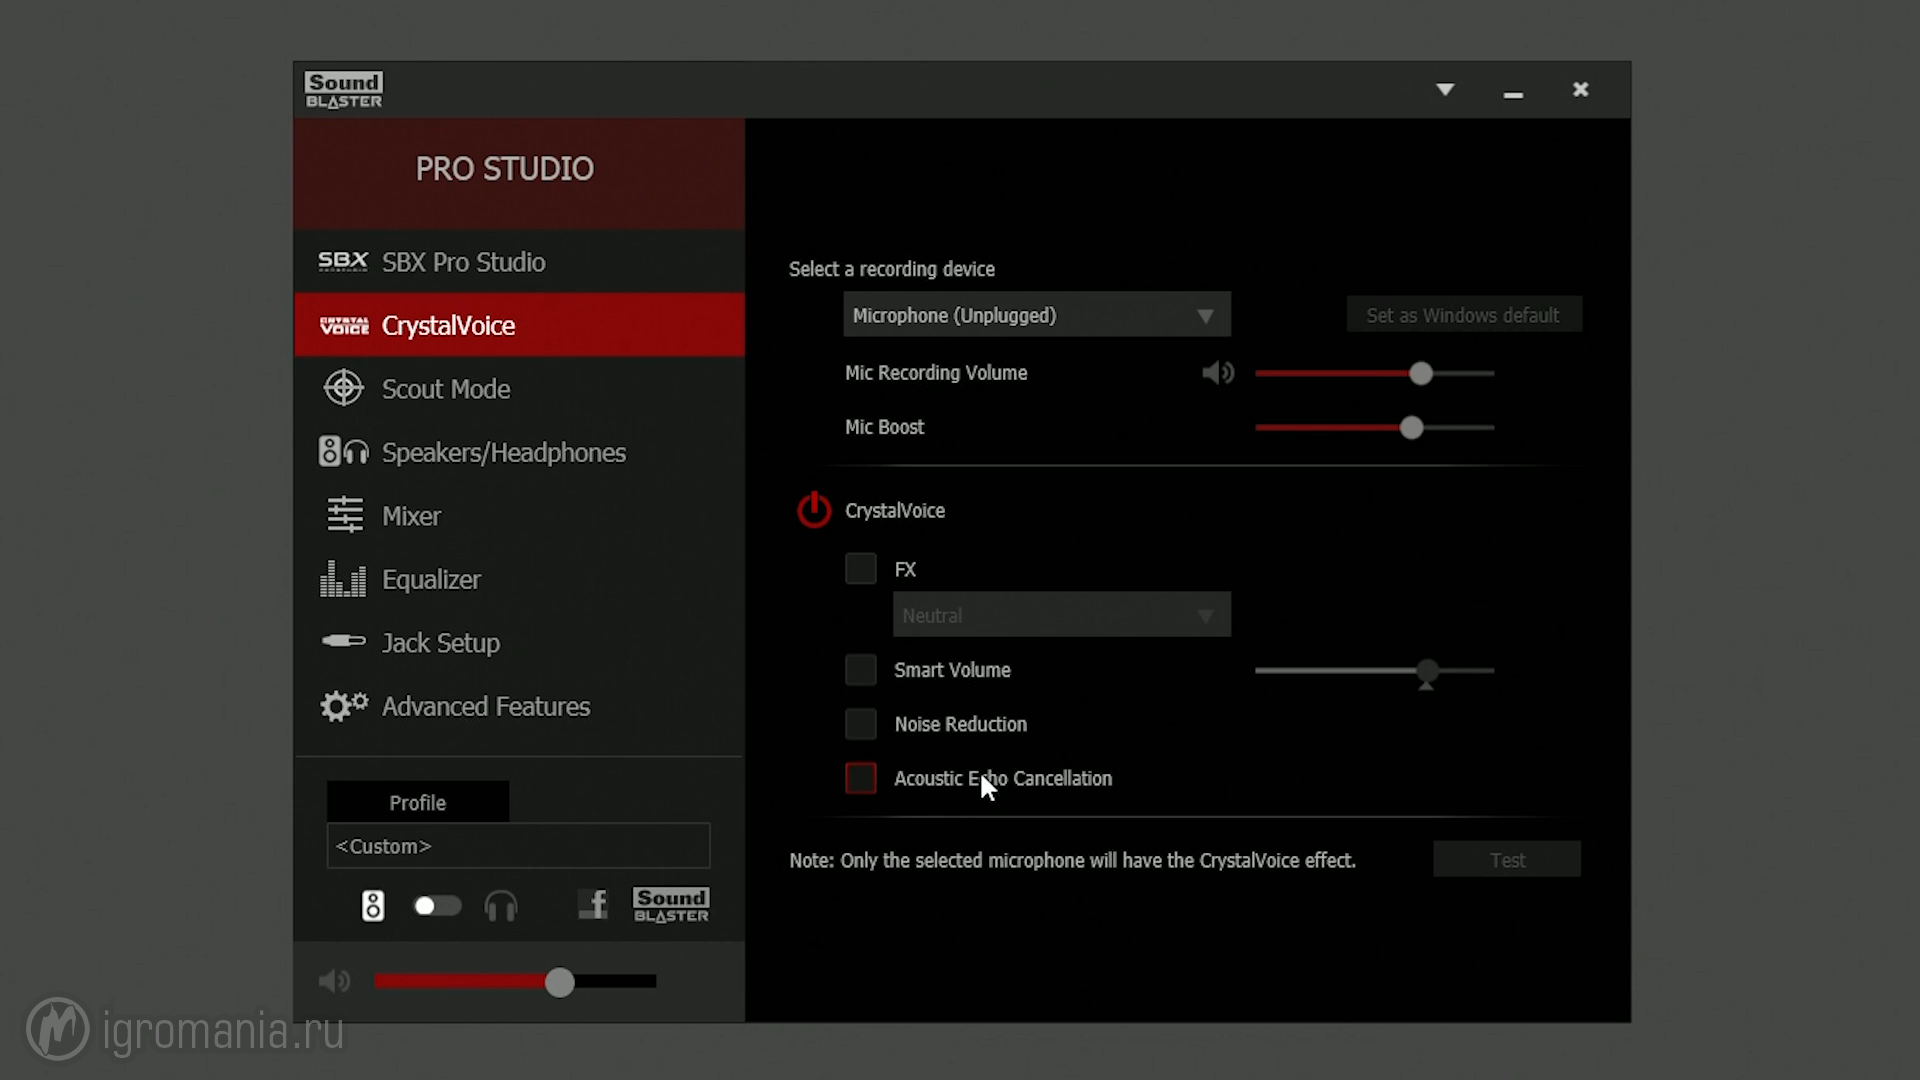 Sound
BLASTER
PRO STUDIO
SBX SBX Pro Studio
CRYSTAL
VOICE CrystalVoice
Scout Mode
Speakers/Headphones
Mixer
Equalizer
Jack Setup
Advanced Features
Profile
<Custom>
f Sound
BLASTER
Select a recording device
Microphone (Unplugged) Set as Windows default
Mic Recording Volume
Mic Boost
CrystalVoice
FX
Neutral
Smart Volume
Noise Reduction
Acoustic Echo Cancellation
Note: Only the selected microphone will have the CrystalVoice effect. Test
igromania.ru